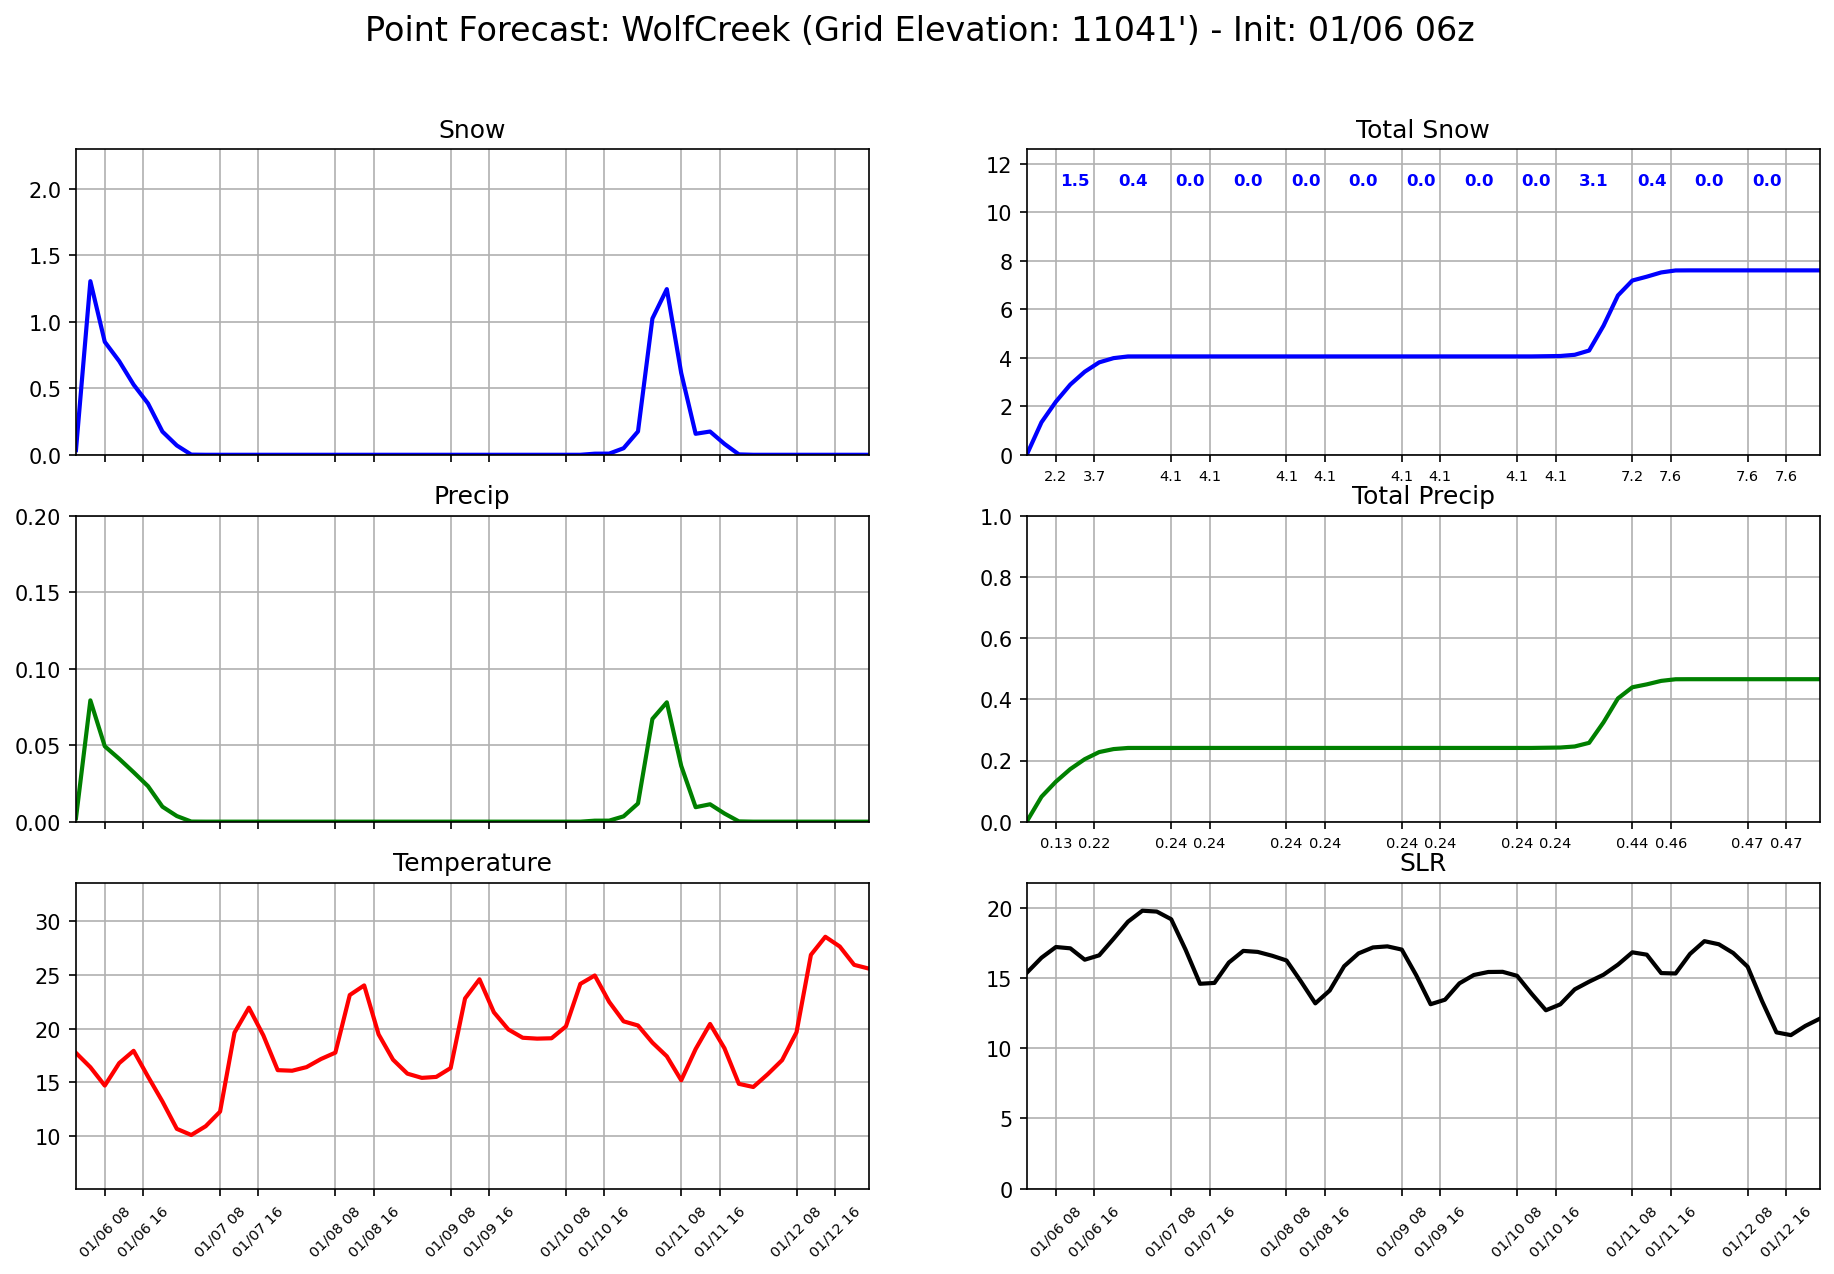 Point Forecast: WolfCreek (Grid Elevation: 11041') - Init: 01/06 06z
Snow
2.0
1.5
1.0
0.5
0.0
Total Snow
12
10
8
6
4
2
0
1.5 0.4 0.0 0.0 0.0 0.0 0.0 0.0 0.0 3.1 0.4 0.0 0.0
2.2 3.7 4.1 4.1 4.1 4.1 4.1 4.1 4.1 4.1 7.2 7.6 7.6 7.6
Precip
0.20
0.15
0.10
0.05
0.00
Total Precip
1.0
0.8
0.6
0.4
0.2
0.0
0.13 0.22 0.24 0.24 0.24 0.24 0.24 0.24 0.24 0.24 0.44 0.46 0.47 0.47
Temperature
30
25
20
15
10
01/06 08 01/06 16 01/07 08 01/07 16 01/08 08 01/08 16 01/09 08 01/09 16 01/10 08 01/10 16 01/11 08 01/11 16 01/12 08 01/12 16
SLR
20
15
10
5
0
01/06 08 01/06 16 01/07 08 01/07 16 01/08 08 01/08 16 01/09 08 01/09 16 01/10 08 01/10 16 01/11 08 01/11 16 01/12 08 01/12 16